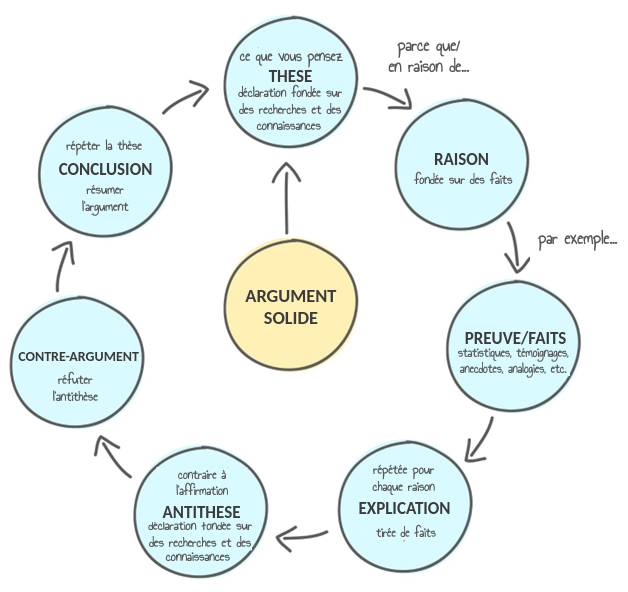 ce que vous pensez
THESE
déclaration fondée sur
des recherches et des
connaissances
parce que/
en raison de...
RAISON
fondée sur des faits
par exemple...
PREUVE/FAITS
statistiques, témoignages,
anecdotes, analogies, etc.
répétée pour
chaque raison
EXPLICATION
tirée de faits
contraire à
l'affirmation
ANTITHESE
déclaration fondée sur
des recherches et des
connaissances
CONTRE-ARGUMENT
réfuter
l'antithèse
répéter la thèse
CONCLUSION
résumer
l'argument
ARGUMENT
SOLIDE